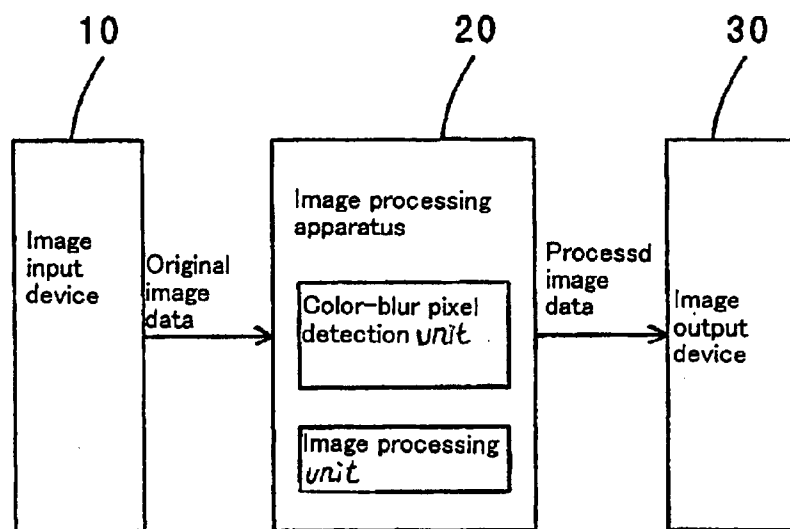 10
20
30
Image
input
device
Original
image
data
Image processing
apparatus
Color-blur pixel
detection unit
Image processing
unit
Processd
image
data
Image
output
device